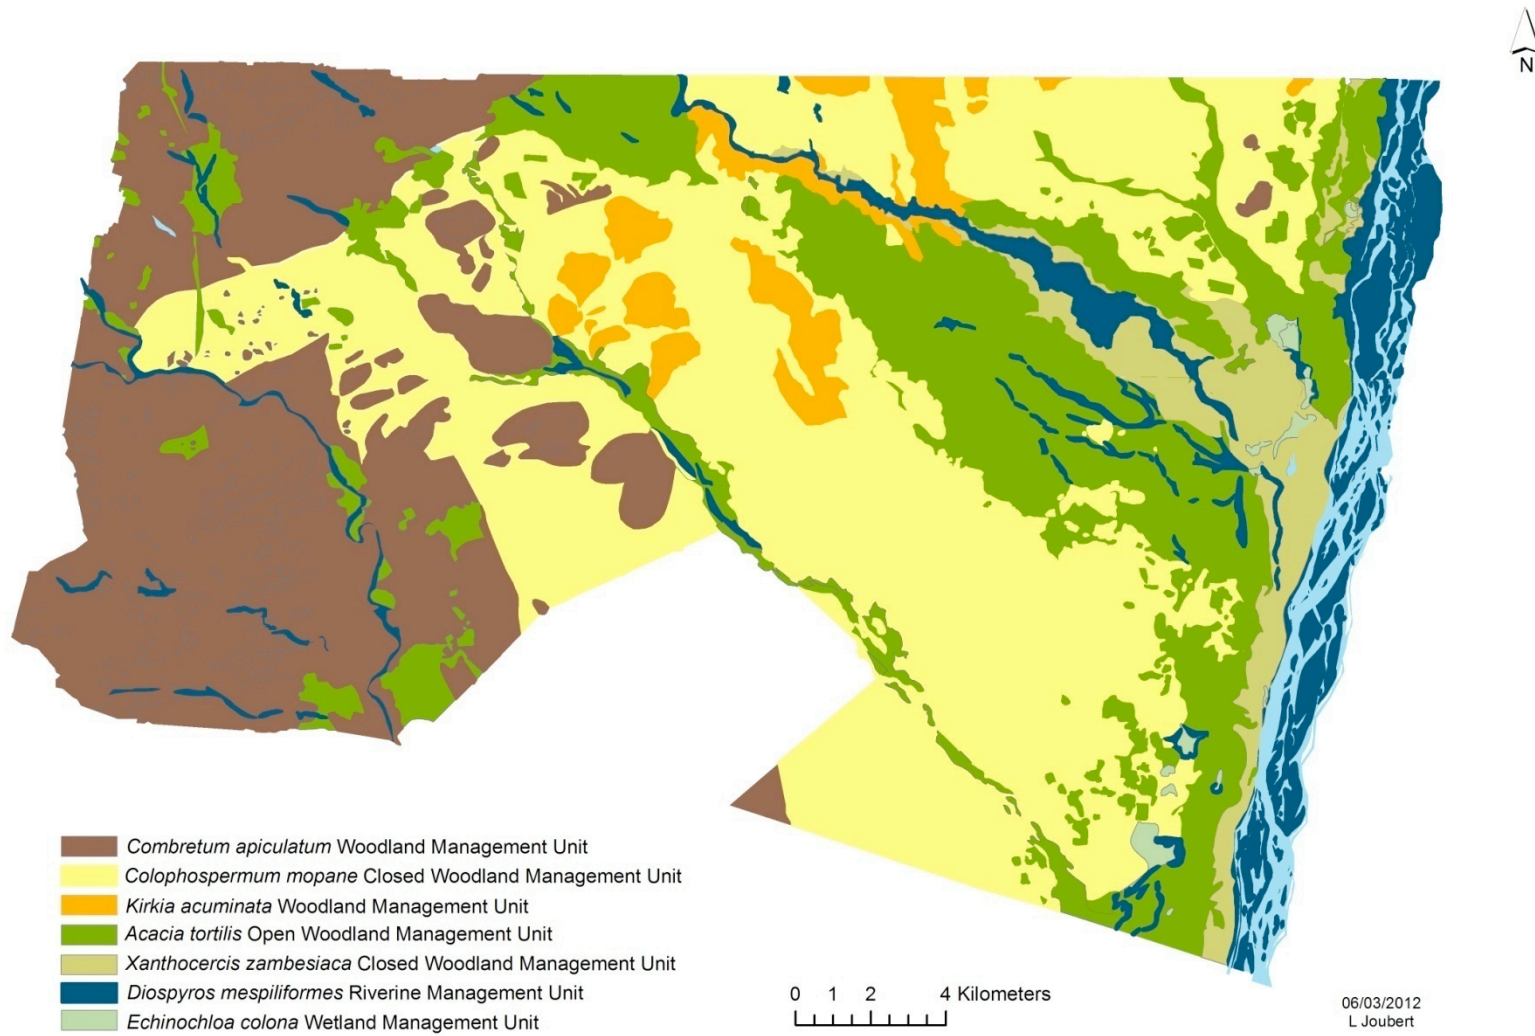 N
Combretum apiculatum Woodland Management Unit
Colophospermum mopane Closed Woodland Management Unit
Kirkia acuminata Woodland Management Unit
Acacia tortilis Open Woodland Management Unit
Xanthocercis zambesiaca Closed Woodland Management Unit
Diospyros mespiliformes Riverine Management Unit
Echinochloa colona Wetland Management Unit
0 1 2 4 Kilometers
06/03/2012
L Joubert